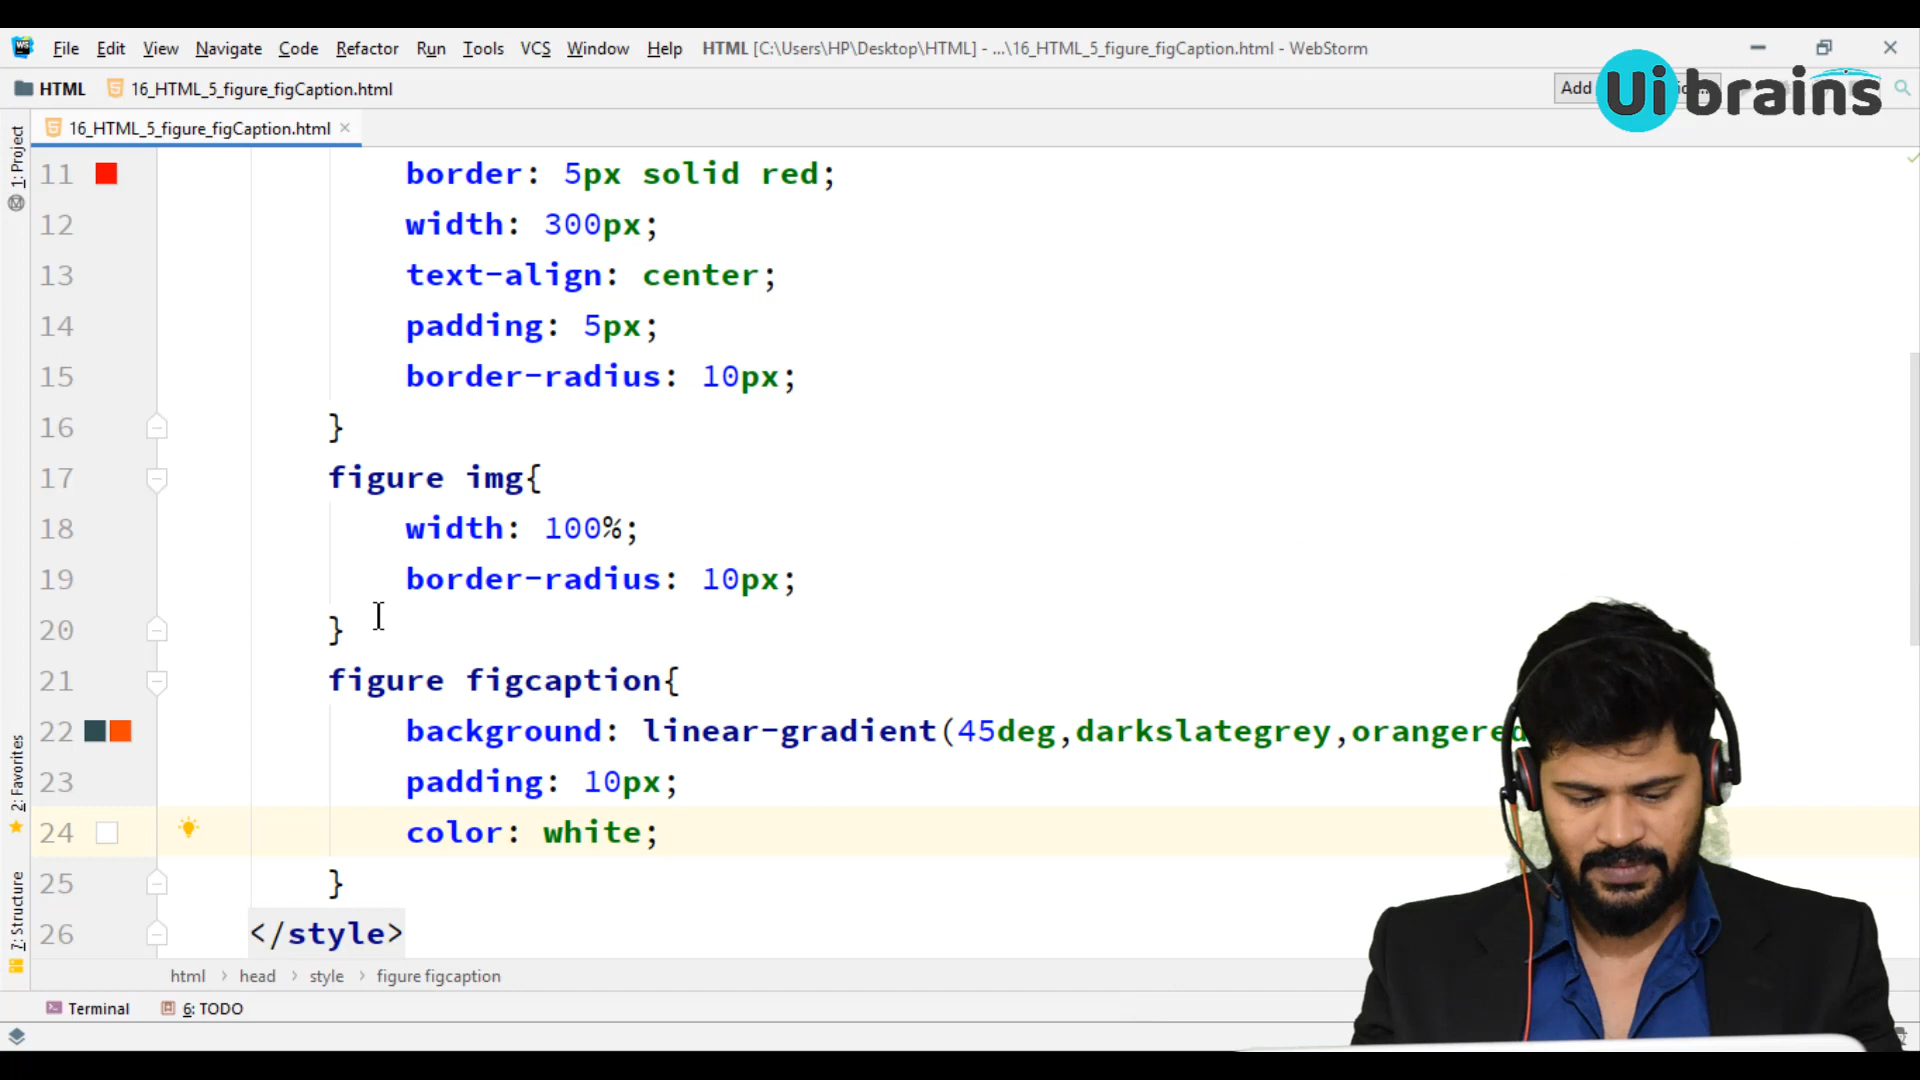 File Edit View Navigate Code Refactor Run Tools VCS Window Help HTML [C:\Users\HP\Desktop\HTML] - ...\16_HTML_5_figure_figCaption.html - WebStorm
HTML 16_HTML_5_figure_figCaption.html Add
Ui brains
16_HTML_5_figure_figCaption.html
1: Project
2: Favorites
7: Structure
11 border: 5px solid red;
12 width: 300px;
13 text-align: center;
14 padding: 5px;
15 border-radius: 10px;
16 }
17 figure img{
18 width: 100%;
19 border-radius: 10px;
20 }
21 figure figcaption{
22 background: linear-gradient(45deg,darkslategrey,orangered
23 padding: 10px;
24 color: white;
25 }
26 </style>
html › head › style › figure figcaption
Terminal 6: TODO